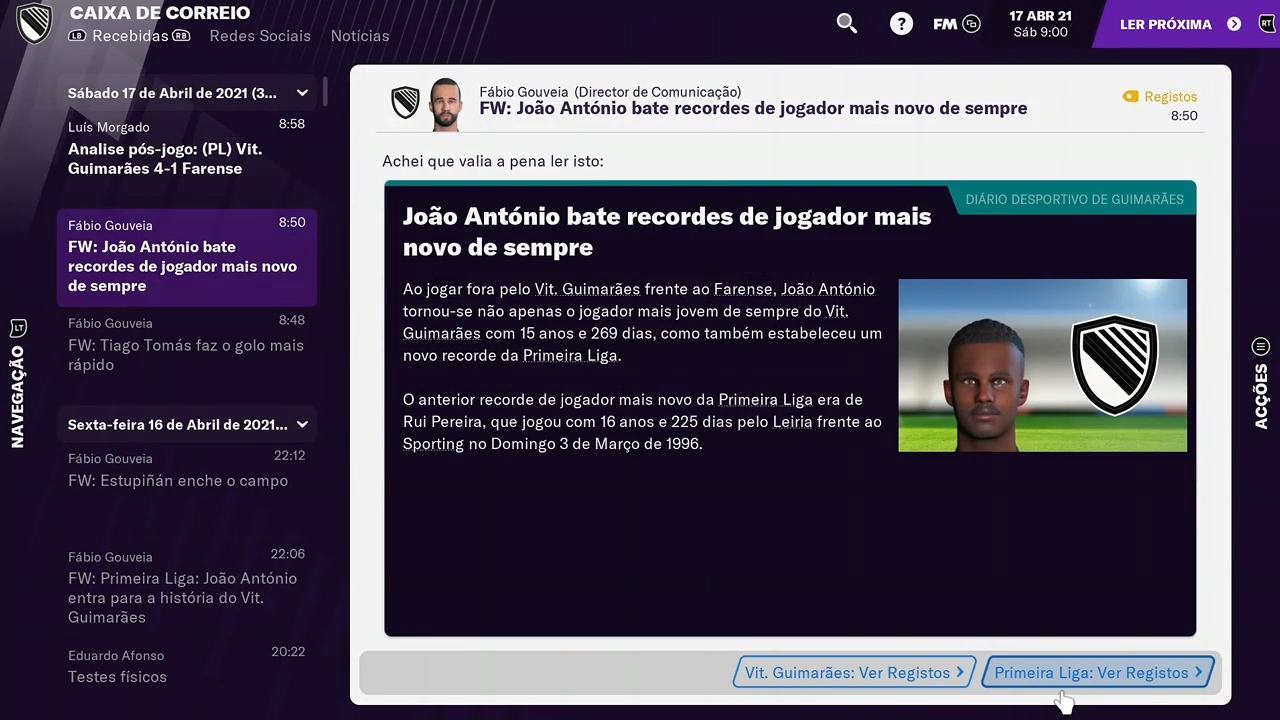 CAIXA DE CORREIO
LB Recebidas RB Redes Sociais Notícias
? FM
17 ABR 21
Sáb 9:00
LER PRÓXIMA RT
LT NAVEGAÇÃO
Sábado 17 de Abril de 2021 (3...
Luís Morgado 8:58
Analise pós-jogo: (PL) Vit.
Guimarães 4-1 Farense
Fábio Gouveia 8:50
FW: João António bate
recordes de jogador mais novo
de sempre
Fábio Gouveia 8:48
FW: Tiago Tomás faz o golo mais
rápido
Sexta-feira 16 de Abril de 2021...
Fábio Gouveia 22:12
FW: Estupiñán enche o campo
Fábio Gouveia 22:06
FW: Primeira Liga: João António
entra para a história do Vit.
Guimarães
Eduardo Afonso 20:22
Testes físicos
Fábio Gouveia (Director de Comunicação)
FW: João António bate recordes de jogador mais novo de sempre
Registos
8:50
Achei que valia a pena ler isto:
DIÁRIO DESPORTIVO DE GUIMARÃES
João António bate recordes de jogador mais
novo de sempre
Ao jogar fora pelo Vit. Guimarães frente ao Farense, João António
tornou-se não apenas o jogador mais jovem de sempre do Vit.
Guimarães com 15 anos e 269 dias, como também estabeleceu um
novo recorde da Primeira Liga.
O anterior recorde de jogador mais novo da Primeira Liga era de
Rui Pereira, que jogou com 16 anos e 225 dias pelo Leiria frente ao
Sporting no Domingo 3 de Março de 1996.
Vit. Guimarães: Ver Registos
Primeira Liga: Ver Registos
ACÇÕES